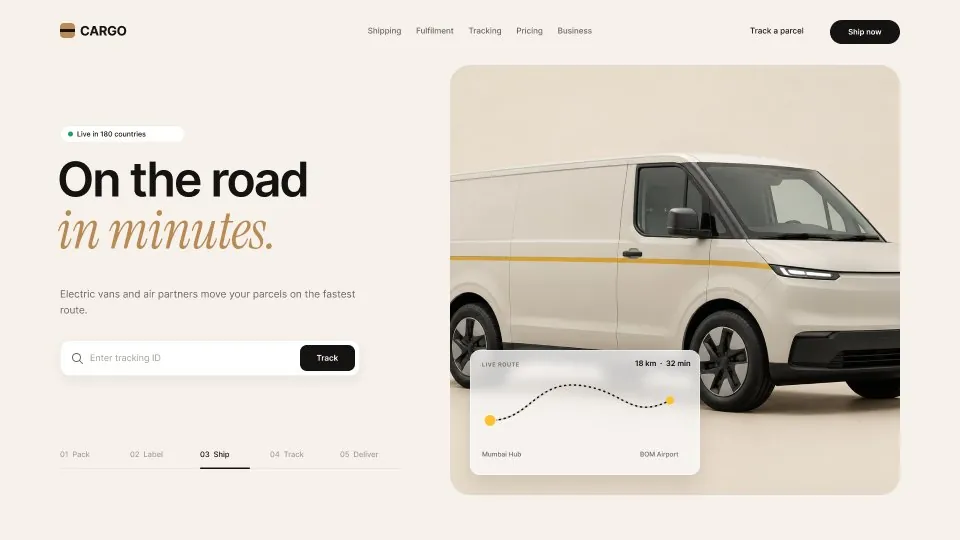 CARGO
Shipping Fulfilment Tracking Pricing Business
Track a parcel
Ship now
Live in 180 countries
On the road
in minutes.
Electric vans and air partners move your parcels on the fastest
route.
Enter tracking ID
Track
01 Pack
02 Label
03 Ship
04 Track
05 Deliver
LIVE ROUTE
18 km · 32 min
Mumbai Hub
BOM Airport